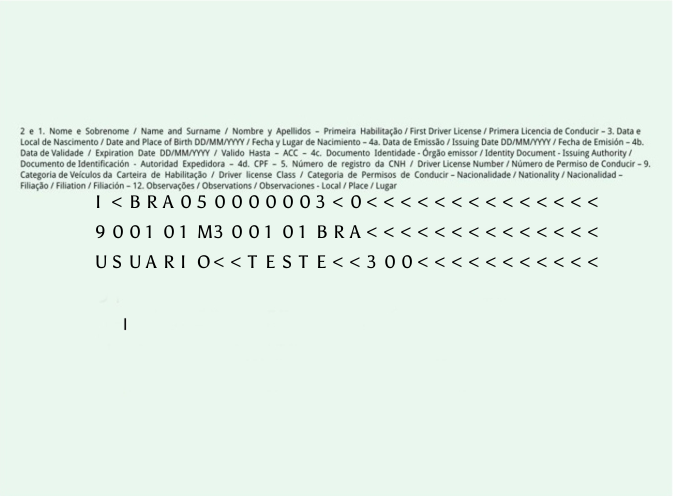 2 e 1. Nome e Sobrenome / Name and Surname / Nombre y Apellidos – Primeira Habilitação / First Driver License / Primera Licencia de Conducir – 3. Data e
Local de Nascimento / Date and Place of Birth DD/MM/YYYY / Fecha y Lugar de Nacimiento – 4a. Data de Emissão / Issuing Date DD/MM/YYYY / Fecha de Emisión – 4b.
Data de Validade / Expiration Date DD/MM/YYYY / Valido Hasta – ACC – 4c. Documento Identidade - Órgão emissor / Identity Document - Issuing Authority /
Documento de Identificación - Autoridad Expedidora – 4d. CPF – 5. Número de registro da CNH / Driver License Number / Número de Permiso de Conducir – 9.
Categoria de Veículos da Carteira de Habilitação / Driver license Class / Categoria de Permisos de Conducir – Nacionalidade / Nationality / Nacionalidad –
Filiação / Filiation / Filiación – 12. Observações / Observations / Observaciones - Local / Place / Lugar
I<BRA050000003<0<<<<<<<<<<<<<<
900101M300101BRA<<<<<<<<<<<<<<
USUARIO<<TESTE<<300<<<<<<<<<<<
I